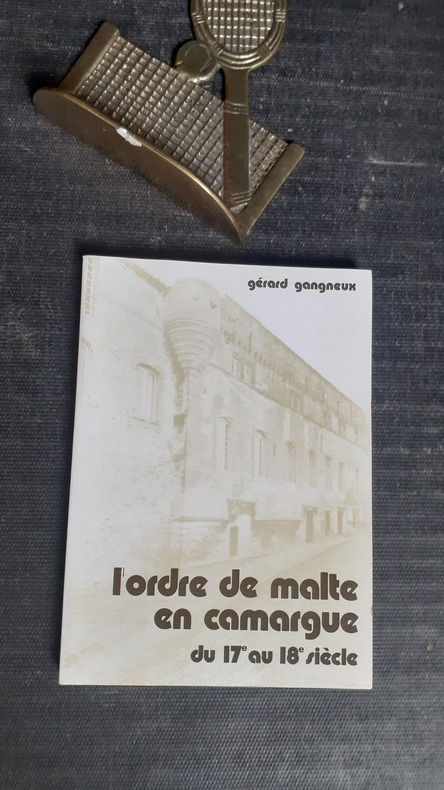 gérard gangneux
l'ordre de malte
en camargue
du 17e au 18e siècle